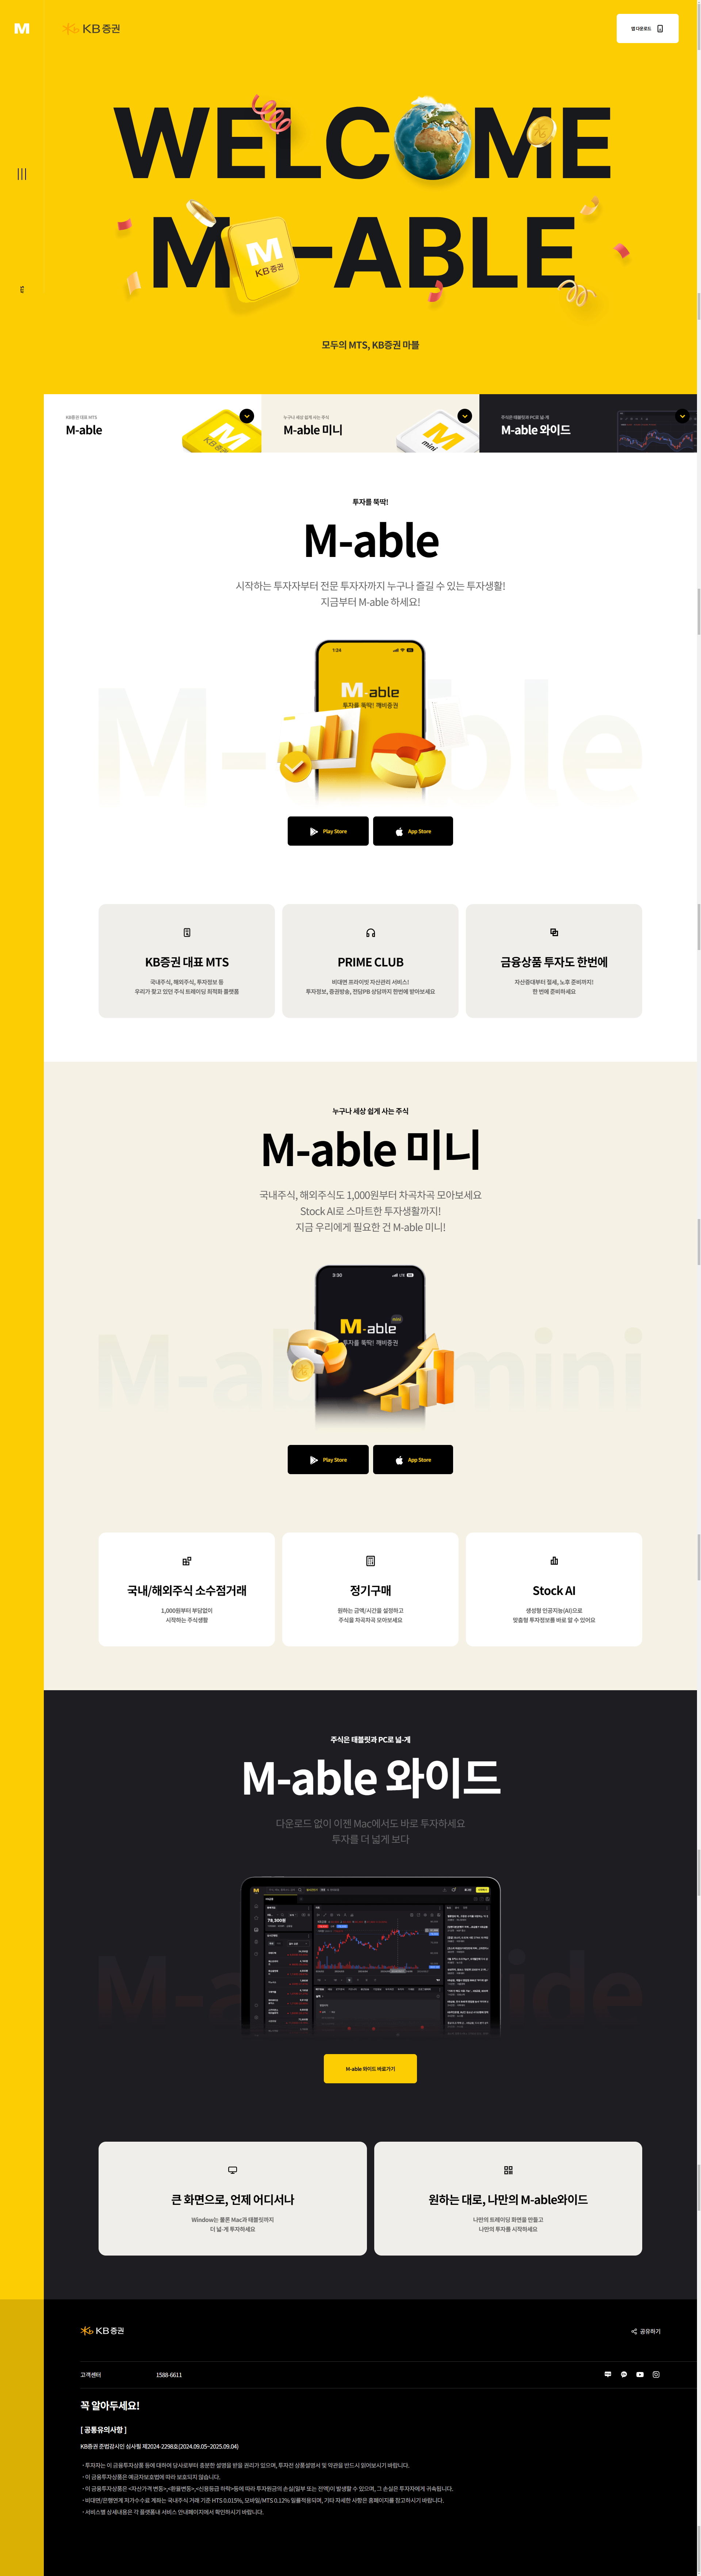 M
KB증권
앱 다운로드
WELCOME
M-ABLE
M
KB증권
모두의 MTS, KB증권 마블
KB증권 대표 MTS
M-able
누구나 세상 쉽게 사는 주식
M-able 미니
주식은 태블릿과 PC로 넓-게
M-able 와이드
투자를 뚝딱!
M-able
시작하는 투자자부터 전문 투자자까지 누구나 즐길 수 있는 투자생활!
지금부터 M-able 하세요!
1:24
M-able
투자를 뚝딱! 깨비증권
Play Store
App Store
KB증권 대표 MTS
국내주식, 해외주식, 투자정보 등
우리가 찾고 있던 주식 트레이딩 최적화 플랫폼
PRIME CLUB
비대면 프라이빗 자산관리 서비스!
투자정보, 증권방송, 전담PB 상담까지 한번에 받아보세요
금융상품 투자도 한번에
자산증대부터 절세, 노후 준비까지!
한 번에 준비하세요
누구나 세상 쉽게 사는 주식
M-able 미니
국내주식, 해외주식도 1,000원부터 차곡차곡 모아보세요
Stock AI로 스마트한 투자생활까지!
지금 우리에게 필요한 건 M-able 미니!
3:30
LTE
M-able
mini
투자를 뚝딱! 깨비증권
Play Store
App Store
국내/해외주식 소수점거래
1,000원부터 부담없이
시작하는 주식생활
정기구매
원하는 금액/시간을 설정하고
주식을 차곡차곡 모아보세요
Stock AI
생성형 인공지능(AI)으로
맞춤형 투자정보를 바로 알 수 있어요
주식은 태블릿과 PC로 넓-게
M-able 와이드
다운로드 없이 이젠 Mac에서도 바로 투자하세요
투자를 더 넓게 보다
78,300원
M-able 와이드 바로가기
큰 화면으로, 언제 어디서나
Window는 물론 Mac과 태블릿까지
더 넓-게 투자하세요
원하는 대로, 나만의 M-able와이드
나만의 트레이딩 화면을 만들고
나만의 투자를 시작하세요
KB증권
공유하기
고객센터
1588-6611
꼭 알아두세요!
[ 공통유의사항 ]
KB증권 준법감시인 심사필 제2024-2298호(2024.09.05~2025.09.04)
· 투자자는 이 금융투자상품 등에 대하여 당사로부터 충분한 설명을 받을 권리가 있으며, 투자전 상품설명서 및 약관을 반드시 읽어보시기 바랍니다.
· 이 금융투자상품은 예금자보호법에 따라 보호되지 않습니다.
· 이 금융투자상품은 <자산가격 변동>,<환율변동>,<신용등급 하락>등에 따라 투자원금의 손실(일부 또는 전액)이 발생할 수 있으며, 그 손실은 투자자에게 귀속됩니다.
· 비대면/은행연계 저가수수료 계좌는 국내주식 거래 기준 HTS 0.015%, 모바일/MTS 0.12% 일률적용되며, 기타 자세한 사항은 홈페이지를 참고하시기 바랍니다.
· 서비스별 상세내용은 각 플랫폼내 서비스 안내페이지에서 확인하시기 바랍니다.